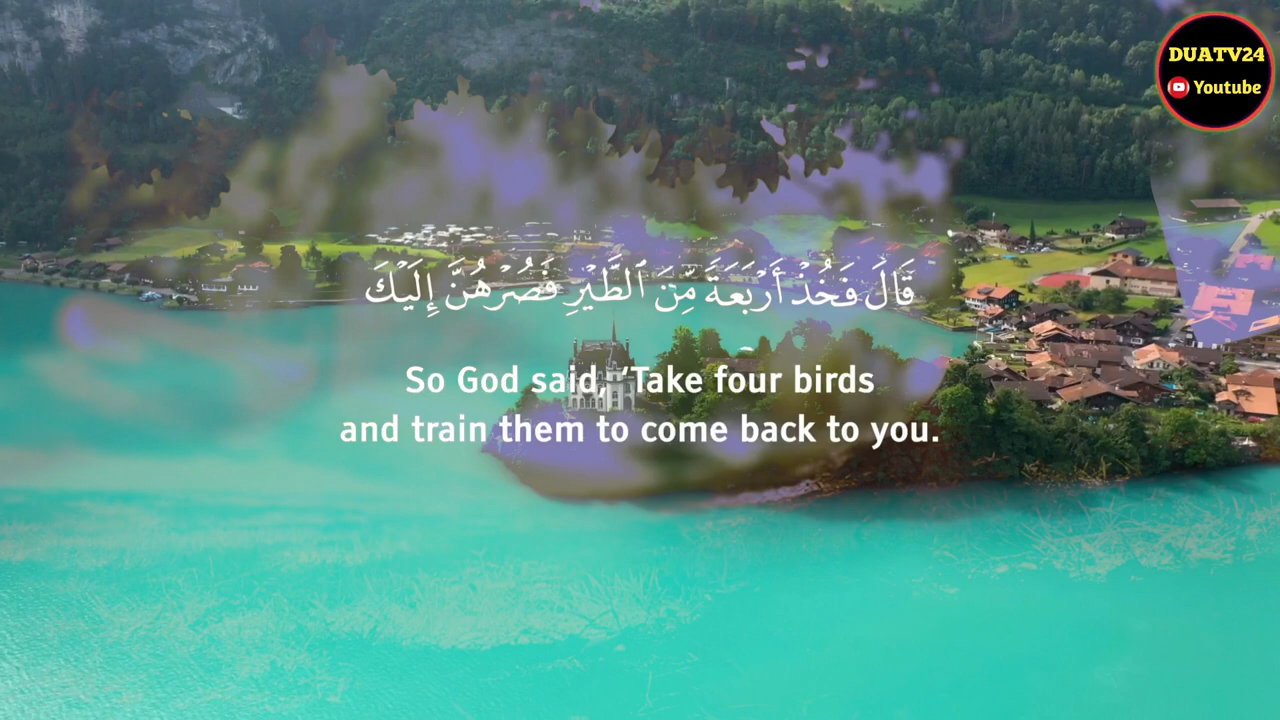 DUATV24
Youtube
قَالَ فَخُذْ أَرْبَعَةً مِّنَ ٱلطَّيْرِ فَصُرْهُنَّ إِلَيْكَ
So God said, ‘Take four birds
and train them to come back to you.